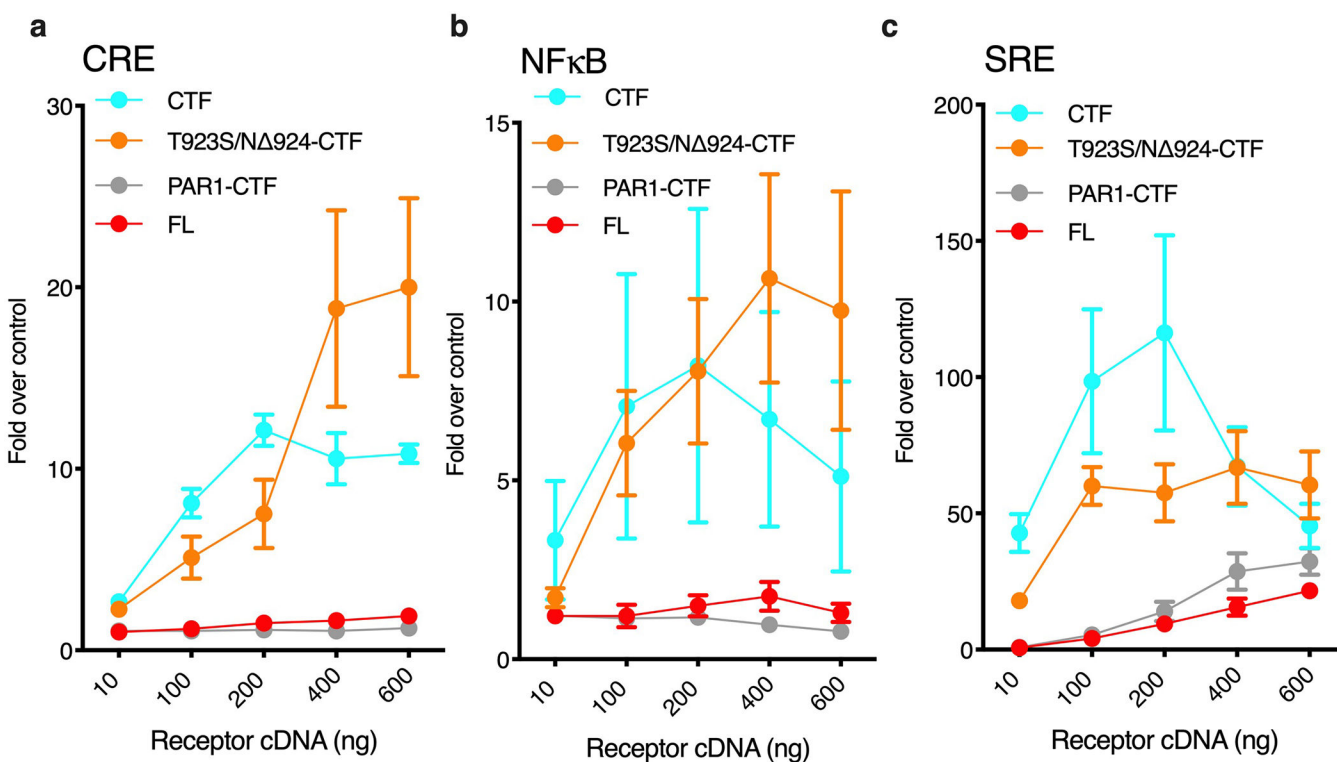 a
CRE
CTF
T923S/NΔ924-CTF
PAR1-CTF
FL
Fold over control
30
20
10
0
10
100
200
400
600
Receptor cDNA (ng)
b
NFκB
CTF
T923S/NΔ924-CTF
PAR1-CTF
FL
Fold over control
15
10
5
0
10
100
200
400
600
Receptor cDNA (ng)
c
SRE
CTF
T923S/NΔ924-CTF
PAR1-CTF
FL
Fold over control
200
150
100
50
0
10
100
200
400
600
Receptor cDNA (ng)